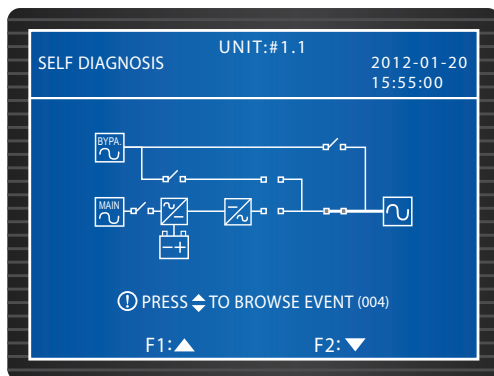 UNIT:#1.1
SELF DIAGNOSIS
2012-01-20
15:55:00
BYPA.
MAIN
PRESS TO BROWSE EVENT (004)
F1: F2: